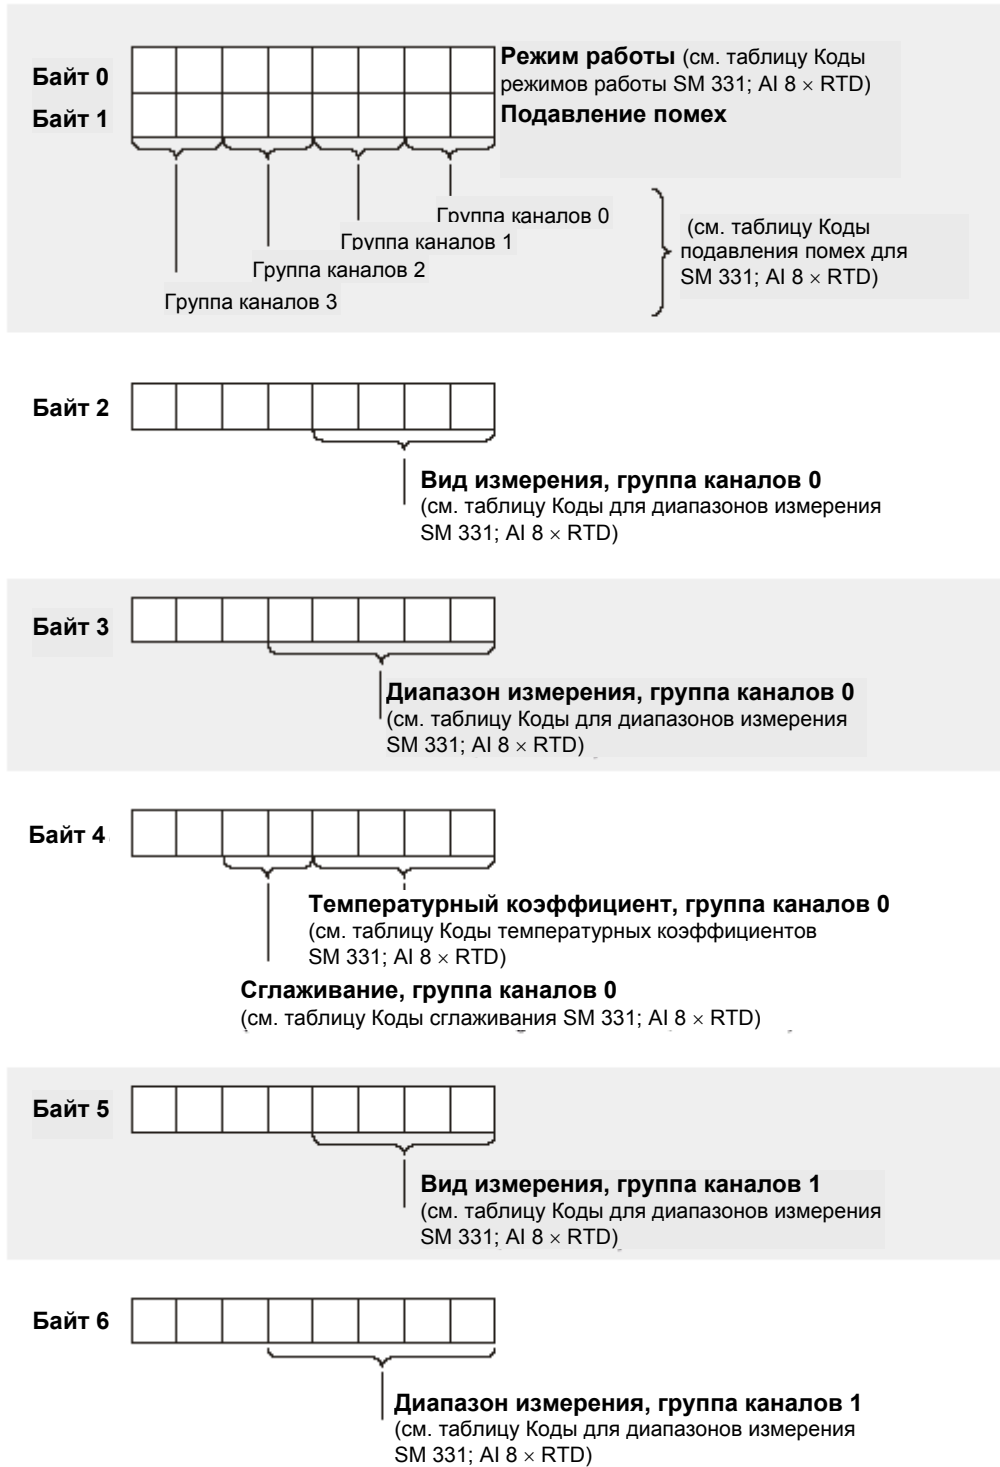 Байт 0
Режим работы (см. таблицу Коды
режимов работы SM 331; AI 8 × RTD)
Байт 1
Подавление помех
Группа каналов 0
Группа каналов 1
Группа каналов 2
Группа каналов 3
(см. таблицу Коды
подавления помех для
SM 331; AI 8 × RTD)
Байт 2
Вид измерения, группа каналов 0
(см. таблицу Коды для диапазонов измерения
SM 331; AI 8 × RTD)
Байт 3
Диапазон измерения, группа каналов 0
(см. таблицу Коды для диапазонов измерения
SM 331; AI 8 × RTD)
Байт 4
Температурный коэффициент, группа каналов 0
(см. таблицу Коды температурных коэффициентов
SM 331; AI 8 × RTD)
Сглаживание, группа каналов 0
(см. таблицу Коды сглаживания SM 331; AI 8 × RTD)
Байт 5
Вид измерения, группа каналов 1
(см. таблицу Коды для диапазонов измерения
SM 331; AI 8 × RTD)
Байт 6
Диапазон измерения, группа каналов 1
(см. таблицу Коды для диапазонов измерения
SM 331; AI 8 × RTD)